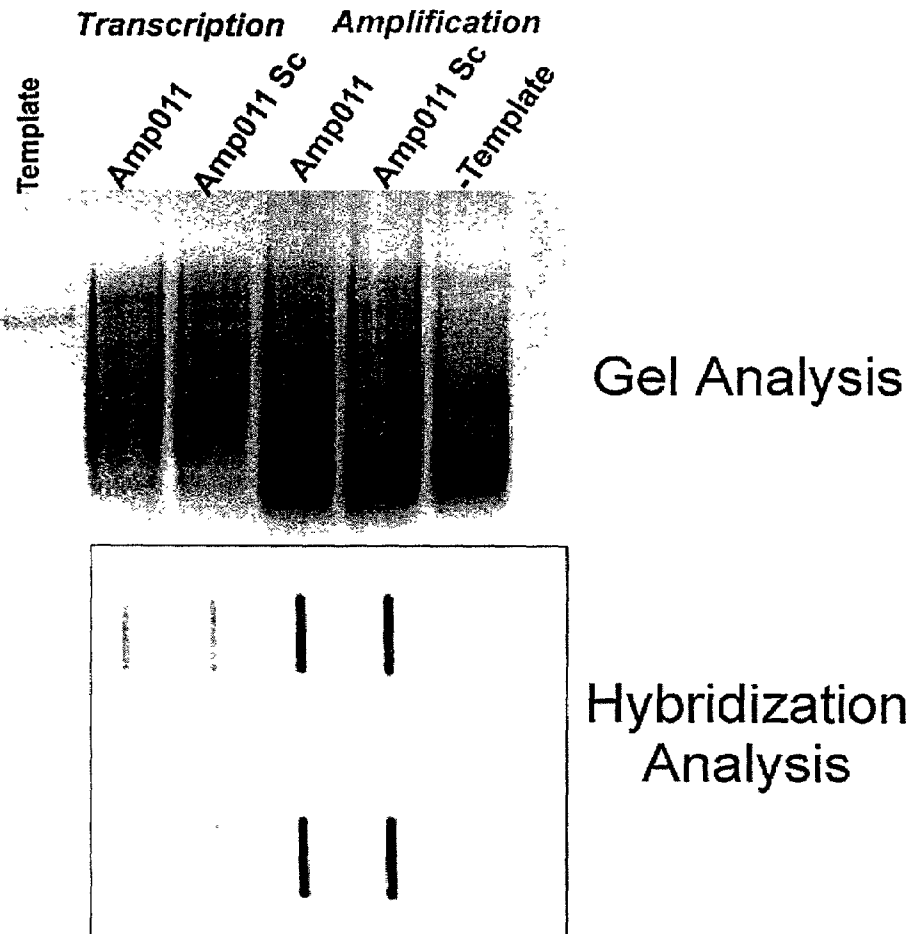 Transcription
Amplification
Template
Amp011
Amp011 Sc
Amp011
Amp011 Sc
-Template
Gel Analysis
Hybridization
Analysis